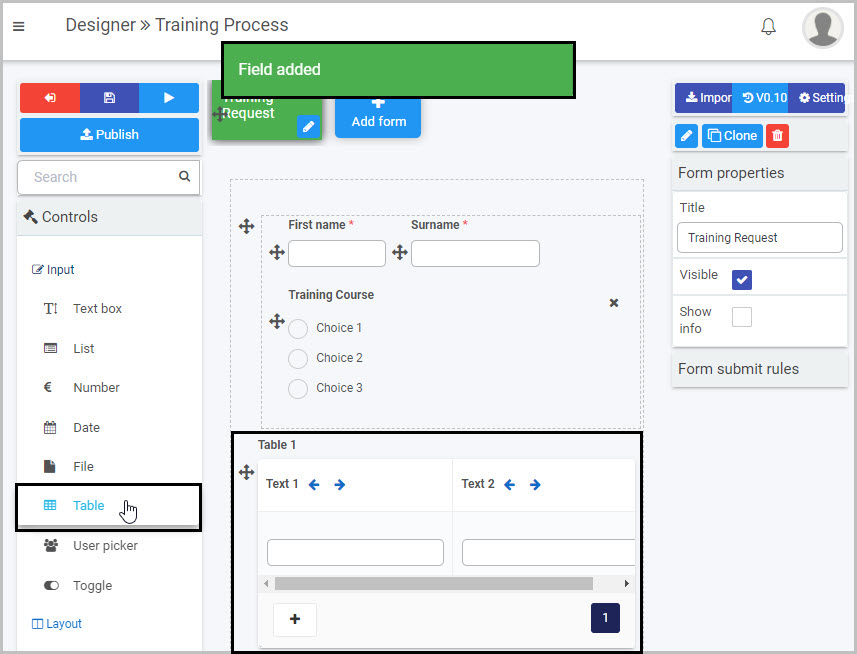 Designer » Training Process
Field added
Training
Request
Add form
Impor
V0.10
Setting
Publish
Clone
Search
Controls
Input
Text box
List
Number
Date
File
Table
User picker
Toggle
Layout
First name *
Surname *
Training Course
Choice 1
Choice 2
Choice 3
Table 1
Text 1
Text 2
1
Form properties
Title
Training Request
Visible
Show
info
Form submit rules